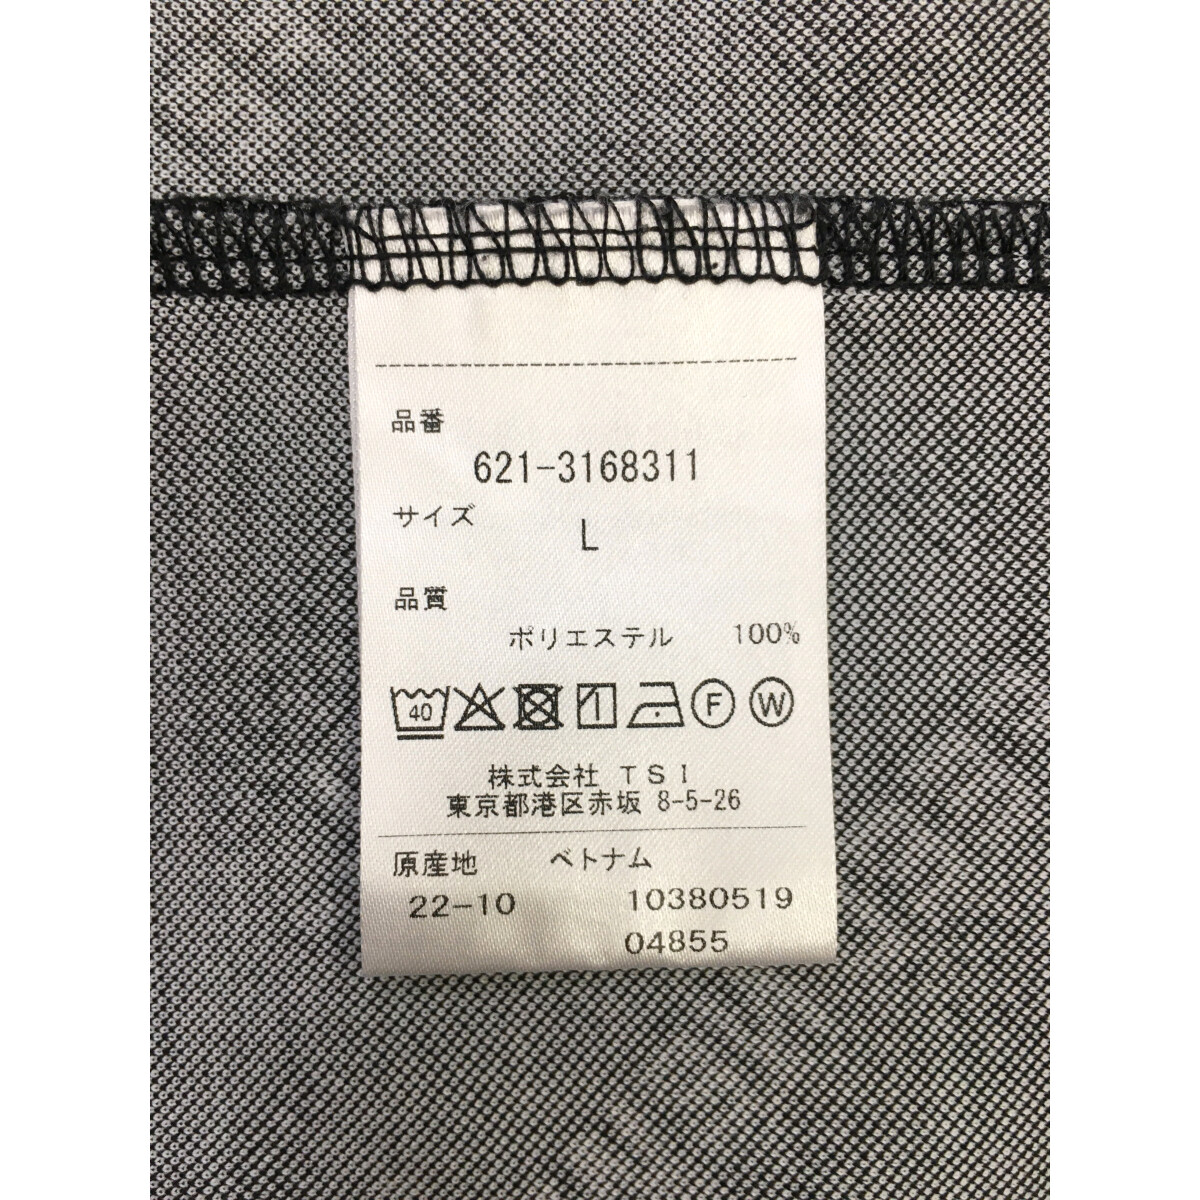 品番
621-3168311
サイズ
L
品質
ポリエステル 100%
40 F W
株式会社 TSI
東京都港区赤坂 8-5-26
原産地 ベトナム
22-10 10380519
04855